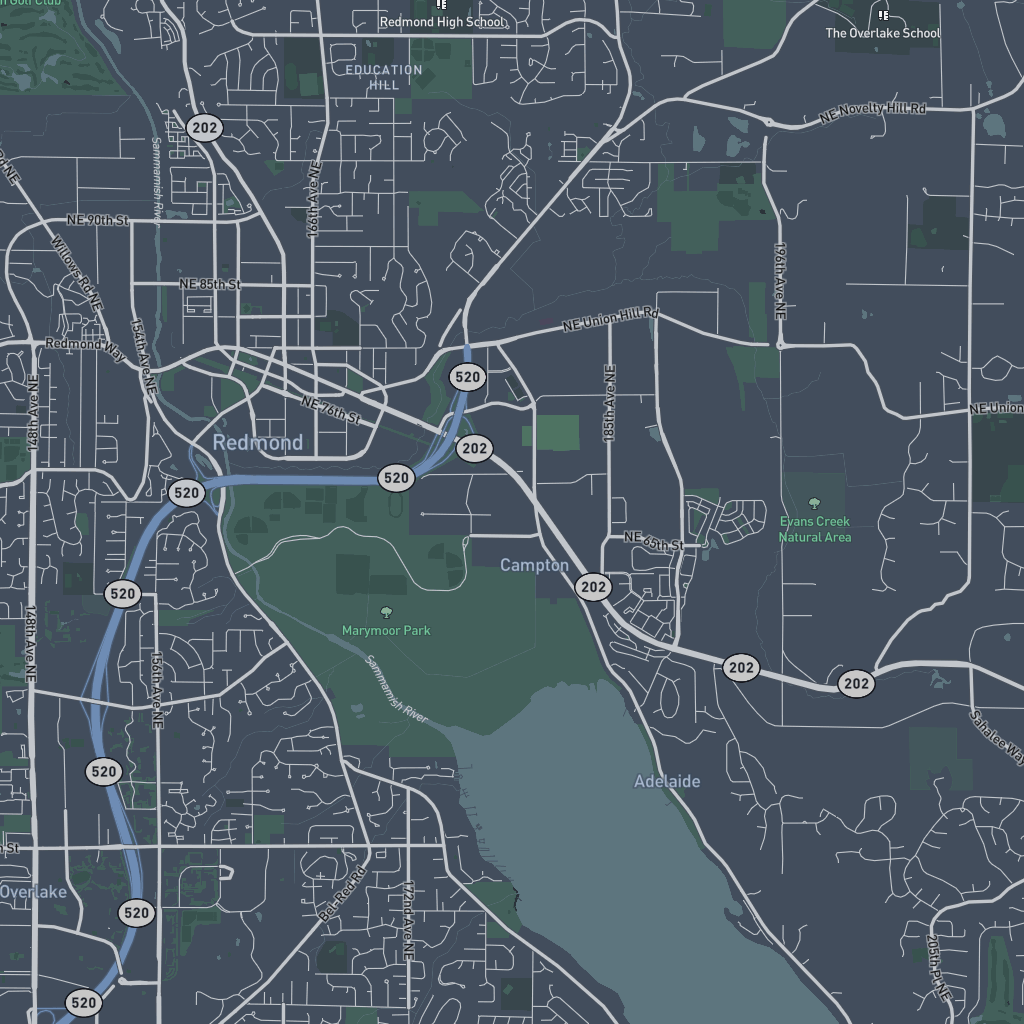 Golf Club
Redmond High School
The Overlake School
EDUCATION
HILL
NE Novelty Hill Rd
202
Sammamish River
166th Ave NE
NE 90th St
Willows Rd NE
NE 85th St
196th Ave NE
154th Ave NE
NE Union Hill Rd
Redmond Way
148th Ave NE
520
185th Ave NE
NE 76th St
NE Union
Redmond
202
520
520
Evans Creek
Natural Area
NE 65th St
Campton
202
520
148th Ave NE
Marymoor Park
156th Ave NE
Sammamish River
202
202
Sahalee Way
520
Adelaide
Overlake
Bel-Red Rd
172nd Ave NE
520
205th Pl NE
520